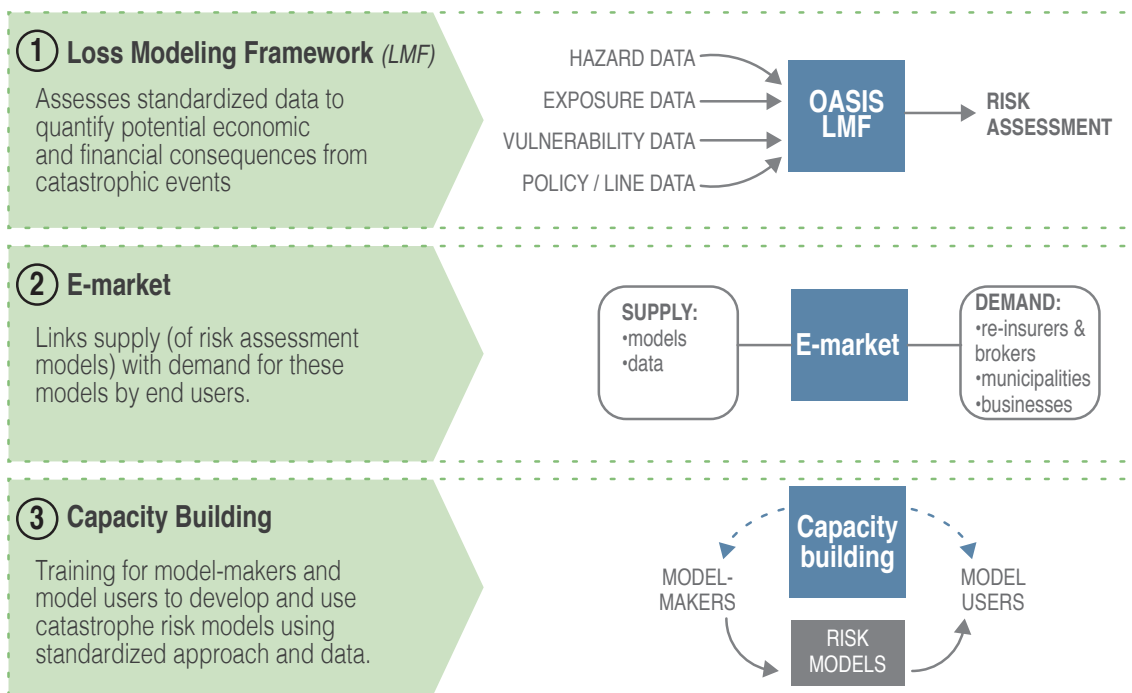 1 Loss Modeling Framework (LMF)
Assesses standardized data to
quantify potential economic
and financial consequences from
catastrophic events
HAZARD DATA
EXPOSURE DATA
VULNERABILITY DATA
POLICY / LINE DATA
OASIS
LMF
RISK
ASSESSMENT
2 E-market
Links supply (of risk assessment
models) with demand for these
models by end users.
SUPPLY:
•models
•data
E-market
DEMAND:
•re-insurers &
brokers
•municipalities
•businesses
3 Capacity Building
Training for model-makers and
model users to develop and use
catastrophe risk models using
standardized approach and data.
Capacity
building
MODEL-
MAKERS
MODEL
USERS
RISK
MODELS